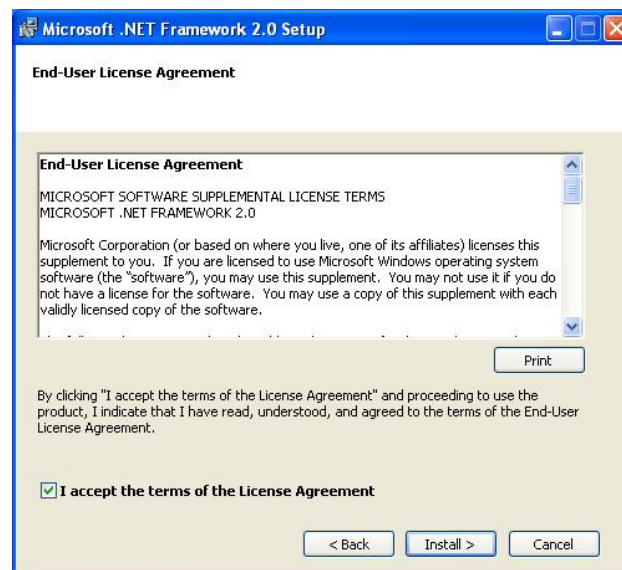 Microsoft .NET Framework 2.0 Setup
End-User License Agreement
End-User License Agreement
MICROSOFT SOFTWARE SUPPLEMENTAL LICENSE TERMS
MICROSOFT .NET FRAMEWORK 2.0
Microsoft Corporation (or based on where you live, one of its affiliates) licenses this
supplement to you.  If you are licensed to use Microsoft Windows operating system
software (the “software”), you may use this supplement.  You may not use it if you do
not have a license for the software.  You may use a copy of this supplement with each
validly licensed copy of the software.
Print
By clicking "I accept the terms of the License Agreement" and proceeding to use the
product, I indicate that I have read, understood, and agreed to the terms of the End-User
License Agreement.
I accept the terms of the License Agreement
< Back
Install >
Cancel